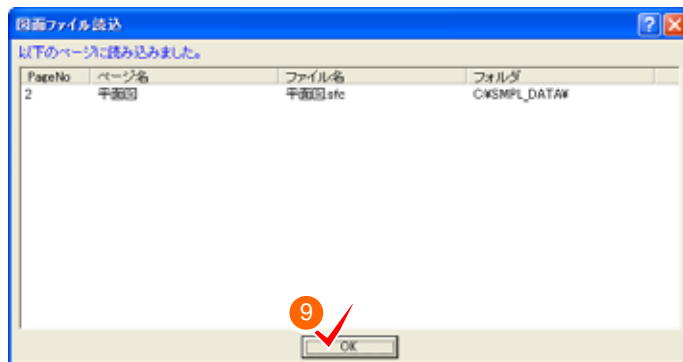 図面ファイル読込
以下のページに読み込みました。
PageNo ページ名 ファイル名 フォルダ
2 平面図 平面図.sfc C:¥SMPL_DATA¥
9
OK